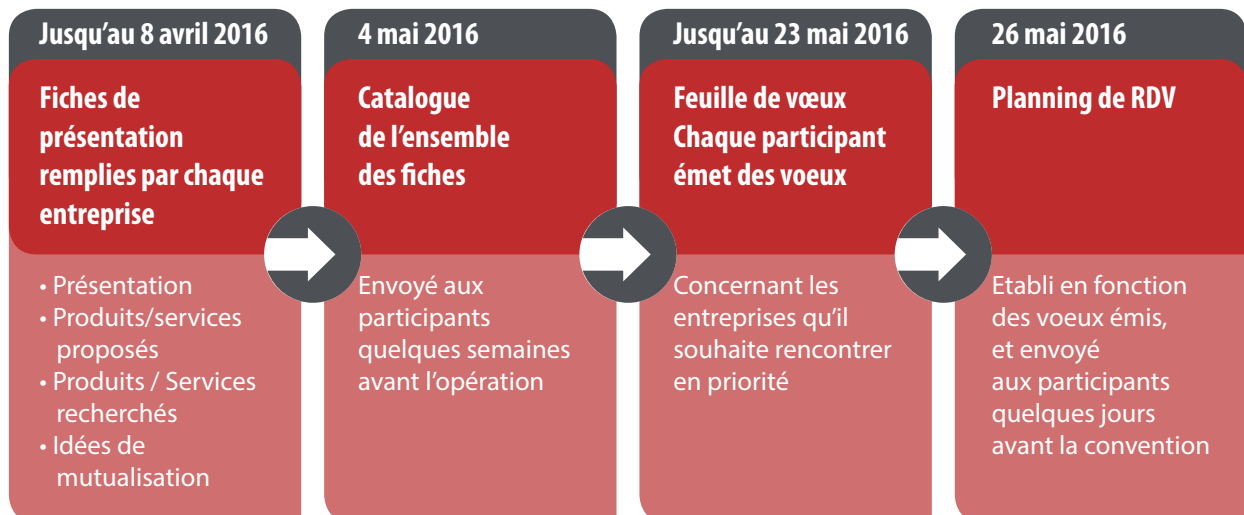 Jusqu'au 8 avril 2016
Fiches de
présentation
remplies par chaque
entreprise
• Présentation
• Produits/services
proposés
• Produits / Services
recherchés
• Idées de
mutualisation
4 mai 2016
Catalogue
de l'ensemble
des fiches
Envoyé aux
participants
quelques semaines
avant l'opération
Jusqu'au 23 mai 2016
Feuille de vœux
Chaque participant
émet des voeux
Concernant les
entreprises qu'il
souhaite rencontrer
en priorité
26 mai 2016
Planning de RDV
Etabli en fonction
des voeux émis,
et envoyé
aux participants
quelques jours
avant la convention